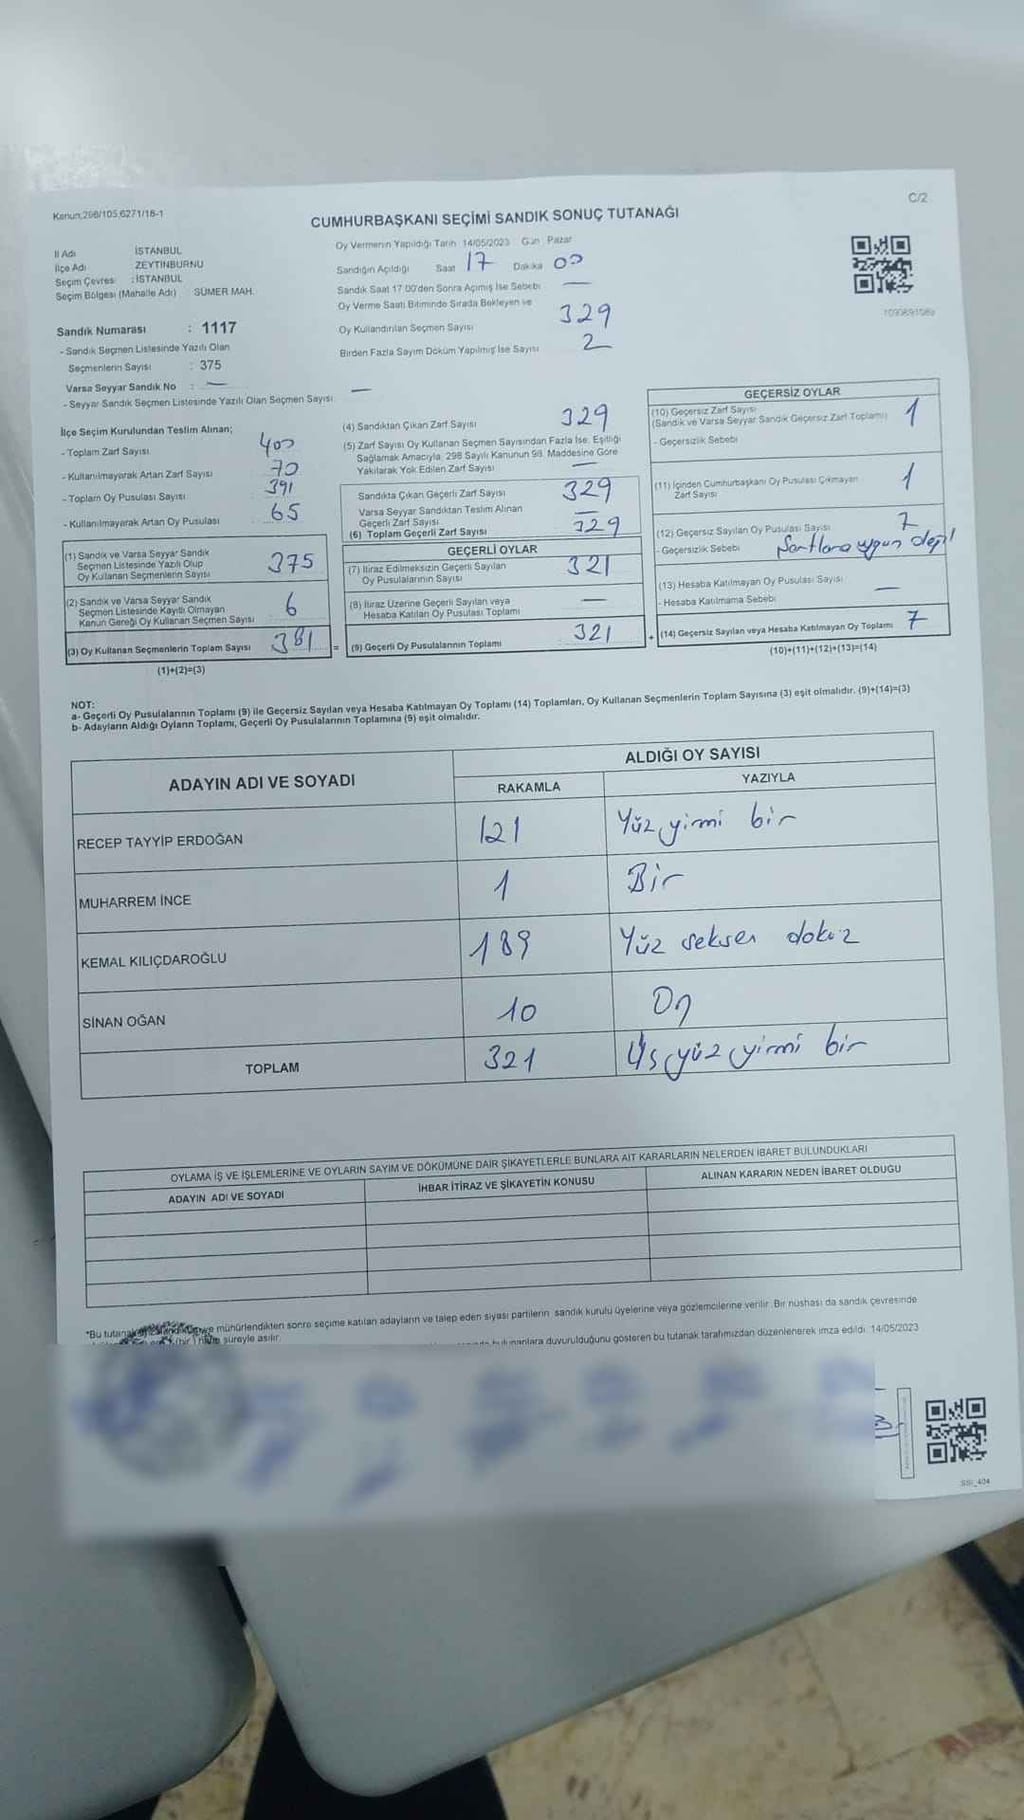 Kanun,298/105,6271/18-1
C/2
CUMHURBAŞKANI SEÇİMİ SANDIK SONUÇ TUTANAĞI
İl Adı İSTANBUL
İlçe Adı ZEYTİNBURNU
Seçim Çevresi : İSTANBUL
Seçim Bölgesi (Mahalle Adı) SÜMER MAH.
Sandık Numarası : 1117
- Sandık Seçmen Listesinde Yazılı Olan
Seçmenlerin Sayısı : 375
Varsa Seyyar Sandık No : —
- Seyyar Sandık Seçmen Listesinde Yazılı Olan Seçmen Sayısı —
Oy Vermenin Yapıldığı Tarih 14/05/2023 Gün Pazar
Sandığın Açıldığı Saat 17 Dakika 00
Sandık Saat 17.00'den Sonra Açılmış İse Sebebi —
Oy Verme Saati Bitiminde Sırada Bekleyen ve
Oy Kullandırılan Seçmen Sayısı 329
Birden Fazla Sayım Döküm Yapılmış İse Sayısı 2
İlçe Seçim Kurulundan Teslim Alınan;
- Toplam Zarf Sayısı 400
- Kullanılmayarak Artan Zarf Sayısı 70
- Toplam Oy Pusulası Sayısı 391
- Kullanılmayarak Artan Oy Pusulası 65
(1) Sandık ve Varsa Seyyar Sandık
Seçmen Listesinde Yazılı Olup
Oy Kullanan Seçmenlerin Sayısı 375
(2) Sandık ve Varsa Seyyar Sandık
Seçmen Listesinde Kayıtlı Olmayan
Kanun Gereği Oy Kullanan Seçmen Sayısı 6
(3) Oy Kullanan Seçmenlerin Toplam Sayısı 381 =
(1)+(2)=(3)
(4) Sandıktan Çıkan Zarf Sayısı 329
(5) Zarf Sayısı Oy Kullanan Seçmen Sayısından Fazla İse, Eşitliği
Sağlamak Amacıyla, 298 Sayılı Kanunun 98. Maddesine Göre
Yakılarak Yok Edilen Zarf Sayısı —
Sandıkta Çıkan Geçerli Zarf Sayısı 329
Varsa Seyyar Sandıktan Teslim Alınan
Geçerli Zarf Sayısı —
(6) Toplam Geçerli Zarf Sayısı 329
GEÇERLİ OYLAR
(7) İtiraz Edilmeksizin Geçerli Sayılan
Oy Pusulalarının Sayısı 321
(8) İtiraz Üzerine Geçerli Sayılan veya
Hesaba Katılan Oy Pusulası Toplamı —
(9) Geçerli Oy Pusulalarının Toplamı 321 +
GEÇERSİZ OYLAR
(10) Geçersiz Zarf Sayısı
(Sandık ve Varsa Seyyar Sandık Geçersiz Zarf Toplamı) 1
- Geçersizlik Sebebi
(11) İçinden Cumhurbaşkanı Oy Pusulası Çıkmayan
Zarf Sayısı 1
(12) Geçersiz Sayılan Oy Pusulası Sayısı 7
- Geçersizlik Sebebi Şartlara uygun değil
(13) Hesaba Katılmayan Oy Pusulası Sayısı —
- Hesaba Katılmama Sebebi
(14) Geçersiz Sayılan veya Hesaba Katılmayan Oy Toplamı 7
(10)+(11)+(12)+(13)=(14)
NOT:
a- Geçerli Oy Pusulalarının Toplamı (9) ile Geçersiz Sayılan veya Hesaba Katılmayan Oy Toplamı (14) Toplamları, Oy Kullanan Seçmenlerin Toplam Sayısına (3) eşit olmalıdır. (9)+(14)=(3)
b- Adayların Aldığı Oyların Toplamı, Geçerli Oy Pusulalarının Toplamına (9) eşit olmalıdır.
ADAYIN ADI VE SOYADI
ALDIĞI OY SAYISI
RAKAMLA YAZIYLA
RECEP TAYYİP ERDOĞAN 121 Yüz yirmi bir
MUHARREM İNCE 1 Bir
KEMAL KILIÇDAROĞLU 189 Yüz seksen dokuz
SİNAN OĞAN 10 On
TOPLAM 321 Üs yüz yirmi bir
OYLAMA İŞ VE İŞLEMLERİNE VE OYLARIN SAYIM VE DÖKÜMÜNE DAİR ŞİKAYETLERLE BUNLARA AİT KARARLARIN NELERDEN İBARET BULUNDUKLARI
ADAYIN ADI VE SOYADI İHBAR İTİRAZ VE ŞİKAYETİN KONUSU ALINAN KARARIN NEDEN İBARET OLDUĞU
*Bu mühürlendikten sonra seçime katılan adayların ve talep eden siyasi partilerin sandık kurulu üyelerine veya gözlemcilerine verilir. Bir nüshası da sandık çevresinde
süreyle asılır.
duyurulduğunu gösteren bu tutanak tarafımızdan düzenlenerek imza edildi. 14/05/2023
SSI_404